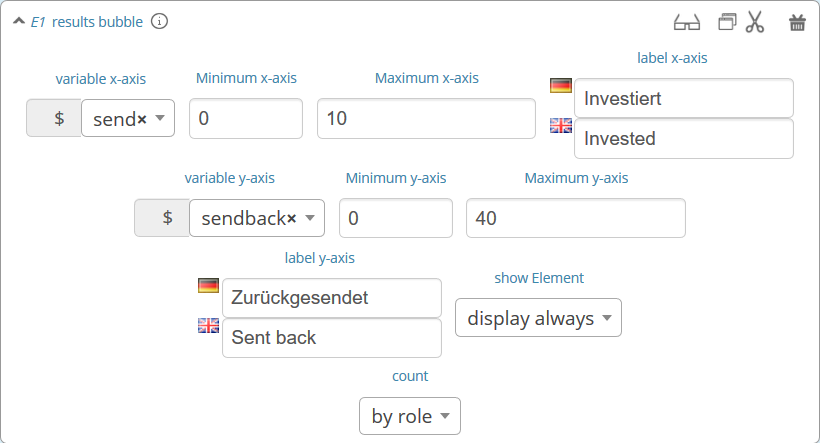 E1 results bubble
variable x-axis
Minimum x-axis
Maximum x-axis
label x-axis
$ send×
0
10
Investiert
Invested
variable y-axis
Minimum y-axis
Maximum y-axis
$ sendback×
0
40
label y-axis
Zurückgesendet
Sent back
show Element
display always
count
by role